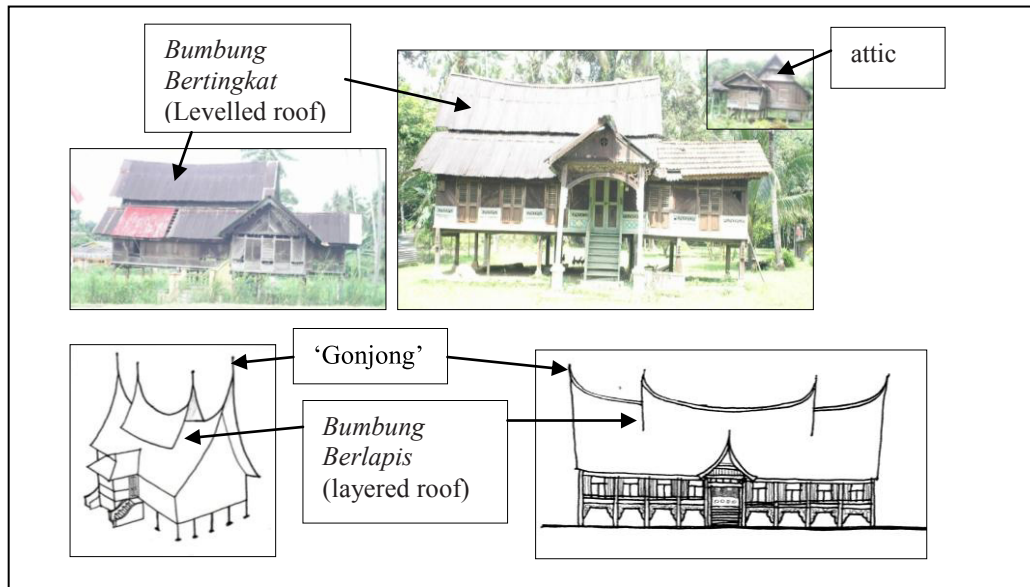 Bumbung
Bertingkat
(Levelled roof)
attic
‘Gonjong’
Bumbung
Berlapis
(layered roof)